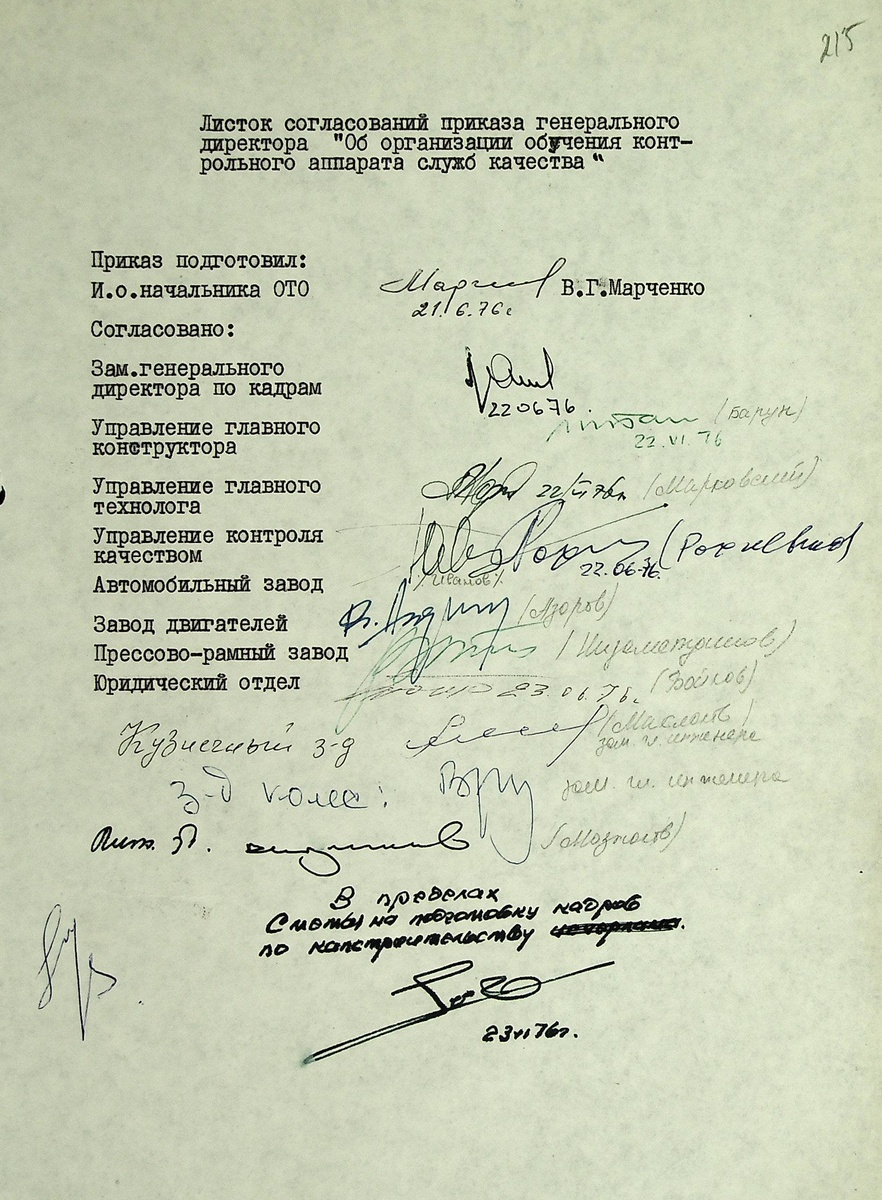 215
Листок согласований приказа генерального
директора "Об организации обучения конт-
рольного аппарата служб качества"
Приказ подготовил:
И.о.начальника ОТО В.Г.Марченко
21.6.76г
Согласовано:
Зам.генерального
директора по кадрам
220676.
Управление главного (Барун)
конструктора 22.VI.76
Управление главного 22/VI 76г. (Марковский)
технолога
Управление контроля
качеством 22.06.76.
/Иванов/
Автомобильный завод
Завод двигателей (Азоров)
Прессово-рамный завод
Юридический отдел 23.06.76г. (Бойков)
Кузнечный з-д (Маслов)
зам. гл. инженера
з-д колес: зам. гл. инженера
Лит. З.
В пределах
Сметы на подготовку кадров
по капстроительству
23VI76г.